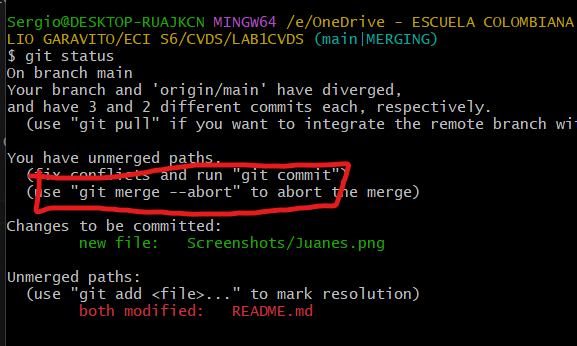 Sergio@DESKTOP-RUAJKCN MINGW64 /e/OneDrive - ESCUELA COLOMBIANA
LIO GARAVITO/ECI S6/CVDS/LAB1CVDS (main|MERGING)
$ git status
On branch main
Your branch and 'origin/main' have diverged,
and have 3 and 2 different commits each, respectively.
(use "git pull" if you want to integrate the remote branch wi
You have unmerged paths.
(fix conflicts and run "git commit")
(use "git merge --abort" to abort the merge)
Changes to be committed:
new file:   Screenshots/Juanes.png
Unmerged paths:
(use "git add <file>..." to mark resolution)
both modified:   README.md